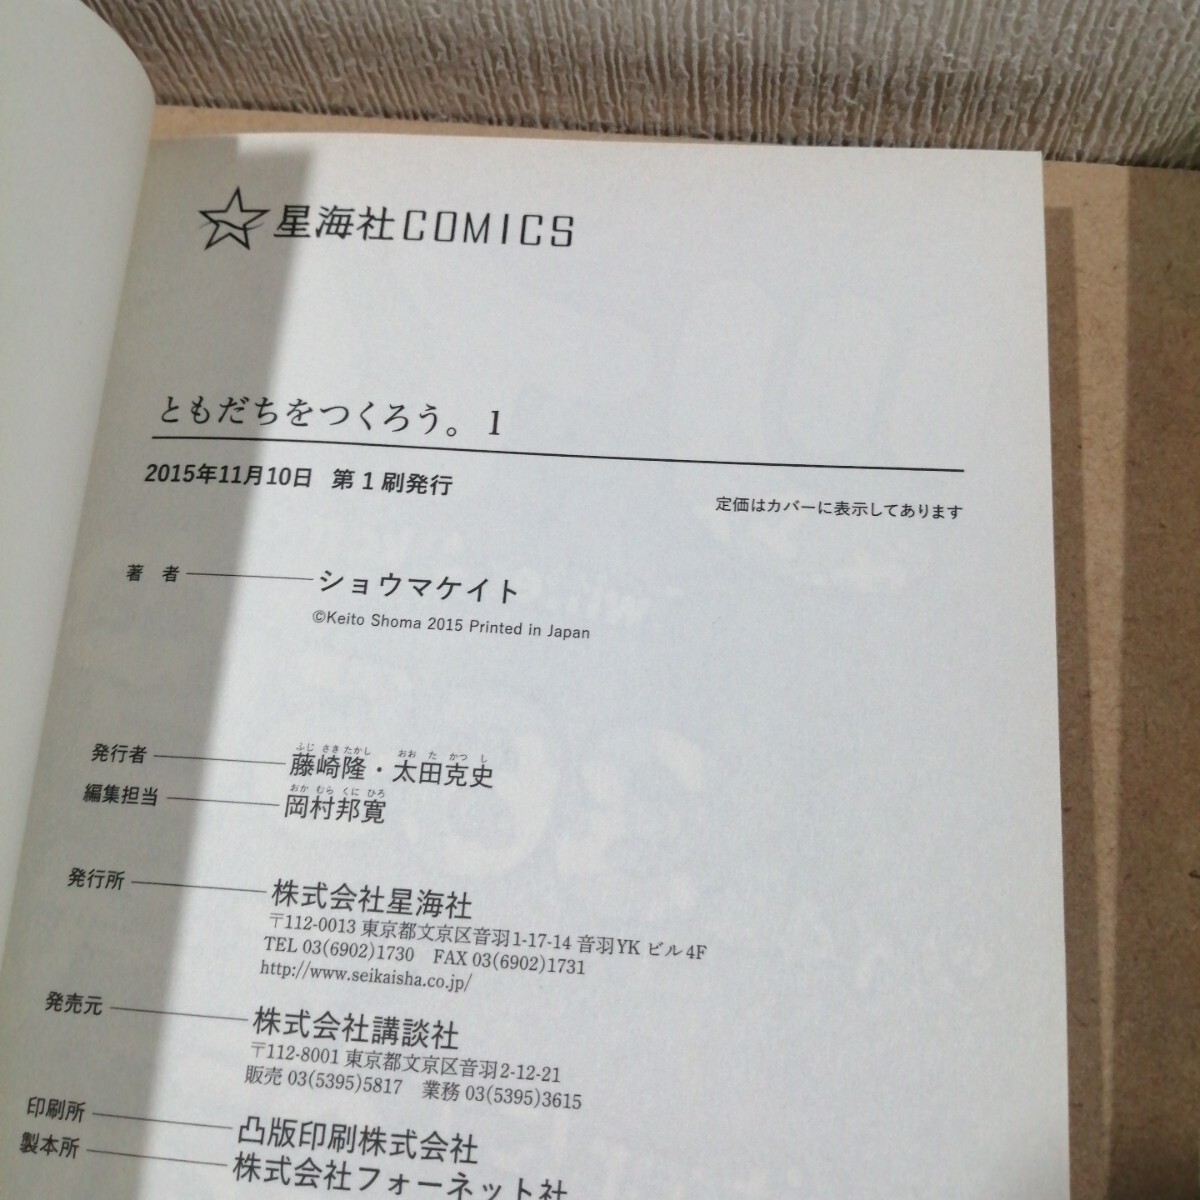 星海社COMICS
ともだちをつくろう。1
2015年11月10日 第1刷発行
定価はカバーに表示してあります
著 者 ショウマケイト
©Keito Shoma 2015 Printed in Japan
ふじ さき たかし おお た かつ し
発行者 藤崎隆・太田克史
おか むら くに ひろ
編集担当 岡村邦寛
発行所 株式会社星海社
〒112-0013 東京都文京区音羽1-17-14 音羽YKビル4F
TEL 03(6902)1730 FAX 03(6902)1731
http://www.seikaisha.co.jp/
発売元 株式会社講談社
〒112-8001 東京都文京区音羽2-12-21
販売 03(5395)5817 業務 03(5395)3615
印刷所 凸版印刷株式会社
製本所 株式会社フォーネット社